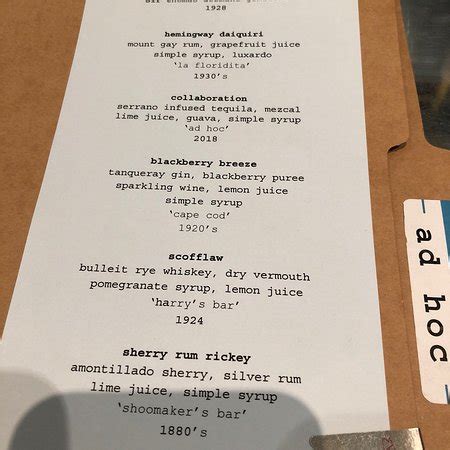 1928
hemingway daiquiri
mount gay rum, grapefruit juice
simple syrup, luxardo
'la floridita'
1930's
collaboration
serrano infused tequila, mezcal
lime juice, guava, simple syrup
'ad hoc'
2018
blackberry breeze
tanqueray gin, blackberry puree
sparkling wine, lemon juice
simple syrup
'cape cod'
1920's
scofflaw
bulleit rye whiskey, dry vermouth
pomegranate syrup, lemon juice
'harry's bar'
1924
sherry rum rickey
amontillado sherry, silver rum
lime juice, simple syrup
'shoomaker's bar'
1880's
ad hoc